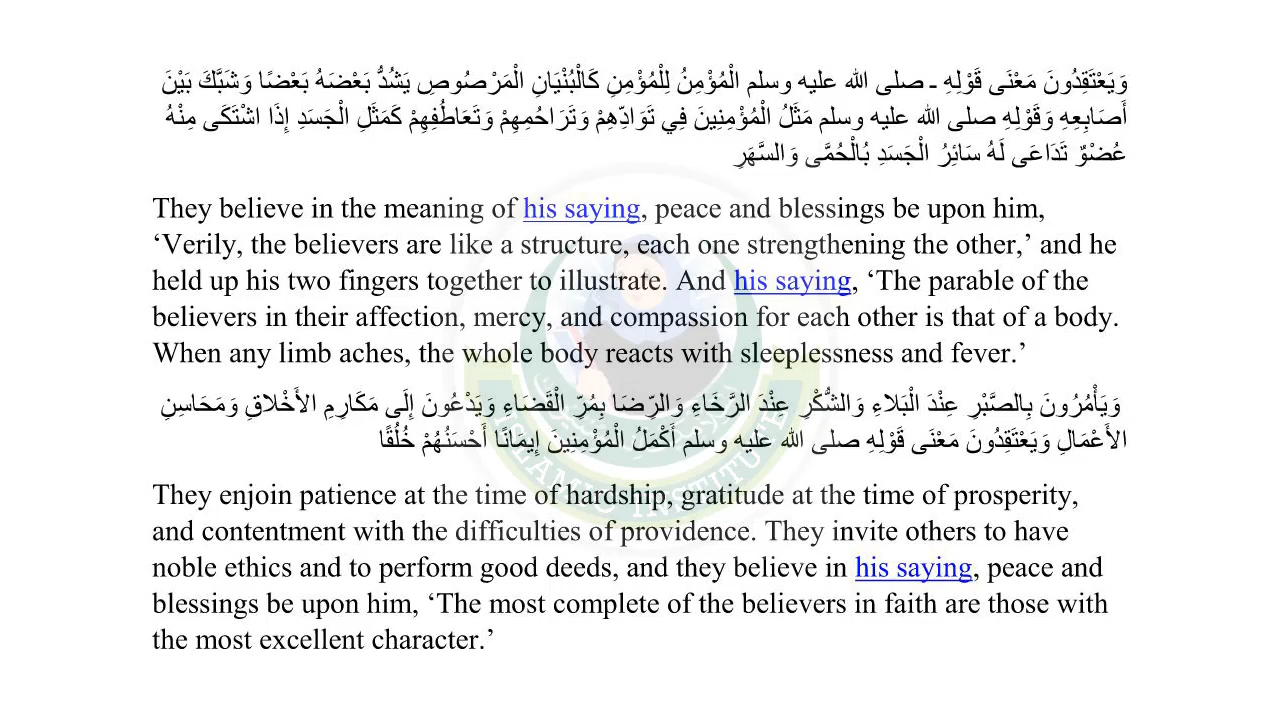 وَيَعْتَقِدُونَ مَعْنَى قَوْلِهِ ـ صلى الله عليه وسلم الْمُؤْمِنُ لِلْمُؤْمِنِ كَالْبُنْيَانِ الْمَرْصُوصِ يَشُدُّ بَعْضَهُ بَعْضًا وَشَبَّكَ بَيْنَ
أَصَابِعِهِ وَقَوْلِهِ صلى الله عليه وسلم مَثَلُ الْمُؤْمِنِينَ فِي تَوَادِّهِمْ وَتَرَاحُمِهِمْ وَتَعَاطُفِهِمْ كَمَثَلِ الْجَسَدِ إِذَا اشْتَكَى مِنْهُ
عُضْوٌ تَدَاعَى لَهُ سَائِرُ الْجَسَدِ بُالْحُمَّى وَالسَّهَرِ
They believe in the meaning of his saying, peace and blessings be upon him,
‘Verily, the believers are like a structure, each one strengthening the other,’ and he
held up his two fingers together to illustrate. And his saying, ‘The parable of the
believers in their affection, mercy, and compassion for each other is that of a body.
When any limb aches, the whole body reacts with sleeplessness and fever.’
وَيَأْمُرُونَ بِالصَّبْرِ عِنْدَ الْبَلاءِ وَالشُّكْرِ عِنْدَ الرَّخَاءِ وَالرِّضَا بِمُرِّ الْقَضَاءِ وَيَدْعُونَ إِلَى مَكَارِمِ الأَخْلاقِ وَمَحَاسِنِ
الأَعْمَالِ وَيَعْتَقِدُونَ مَعْنَى قَوْلِهِ صلى الله عليه وسلم أَكْمَلُ الْمُؤْمِنِينَ إِيمَانًا أَحْسَنُهُمْ خُلُقًا
They enjoin patience at the time of hardship, gratitude at the time of prosperity,
and contentment with the difficulties of providence. They invite others to have
noble ethics and to perform good deeds, and they believe in his saying, peace and
blessings be upon him, ‘The most complete of the believers in faith are those with
the most excellent character.’